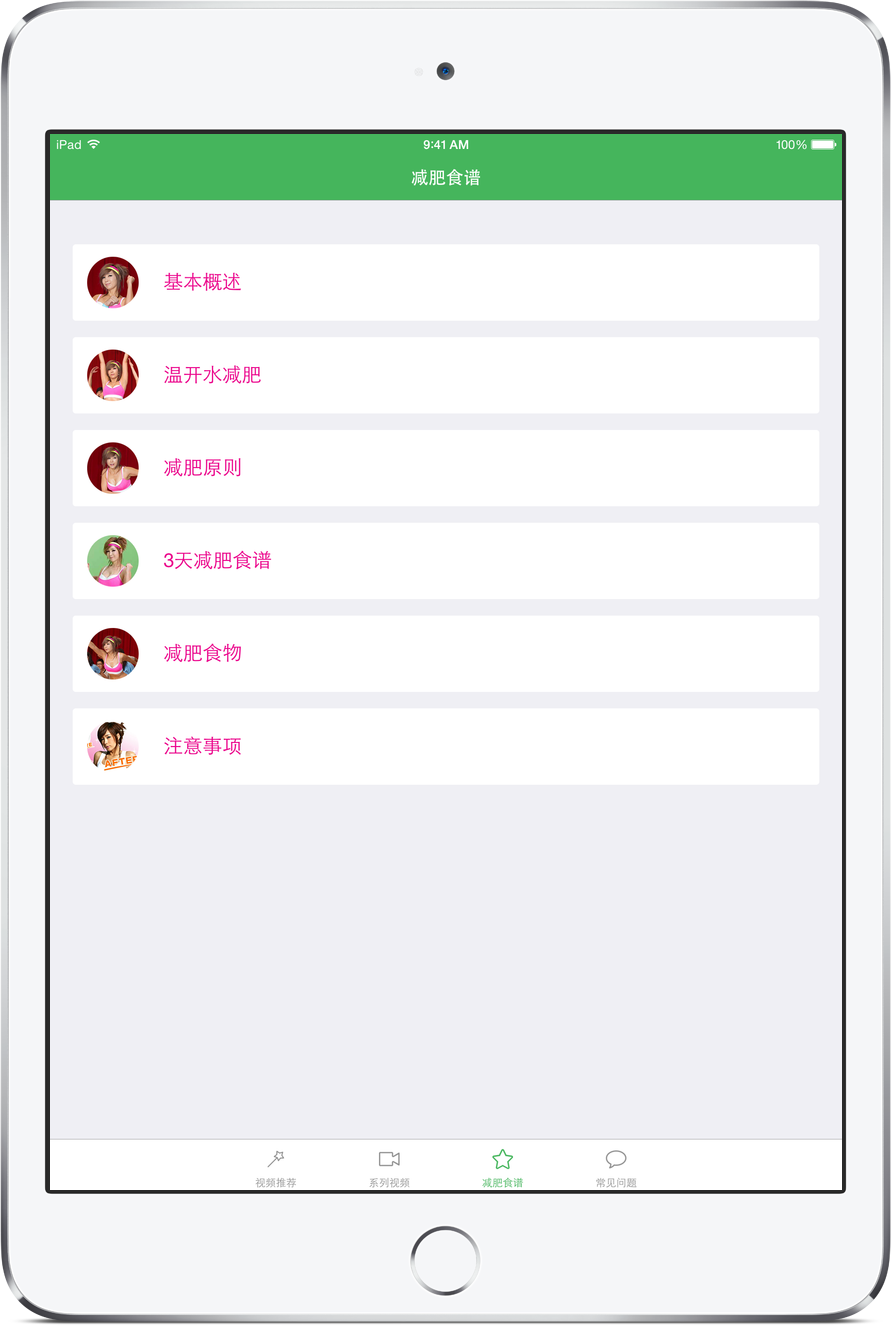 iPad
9:41 AM
100%
减肥食谱
基本概述
温开水减肥
减肥原则
3天减肥食谱
减肥食物
AFTER
注意事项
视频推荐
系列视频
减肥食谱
常见问题